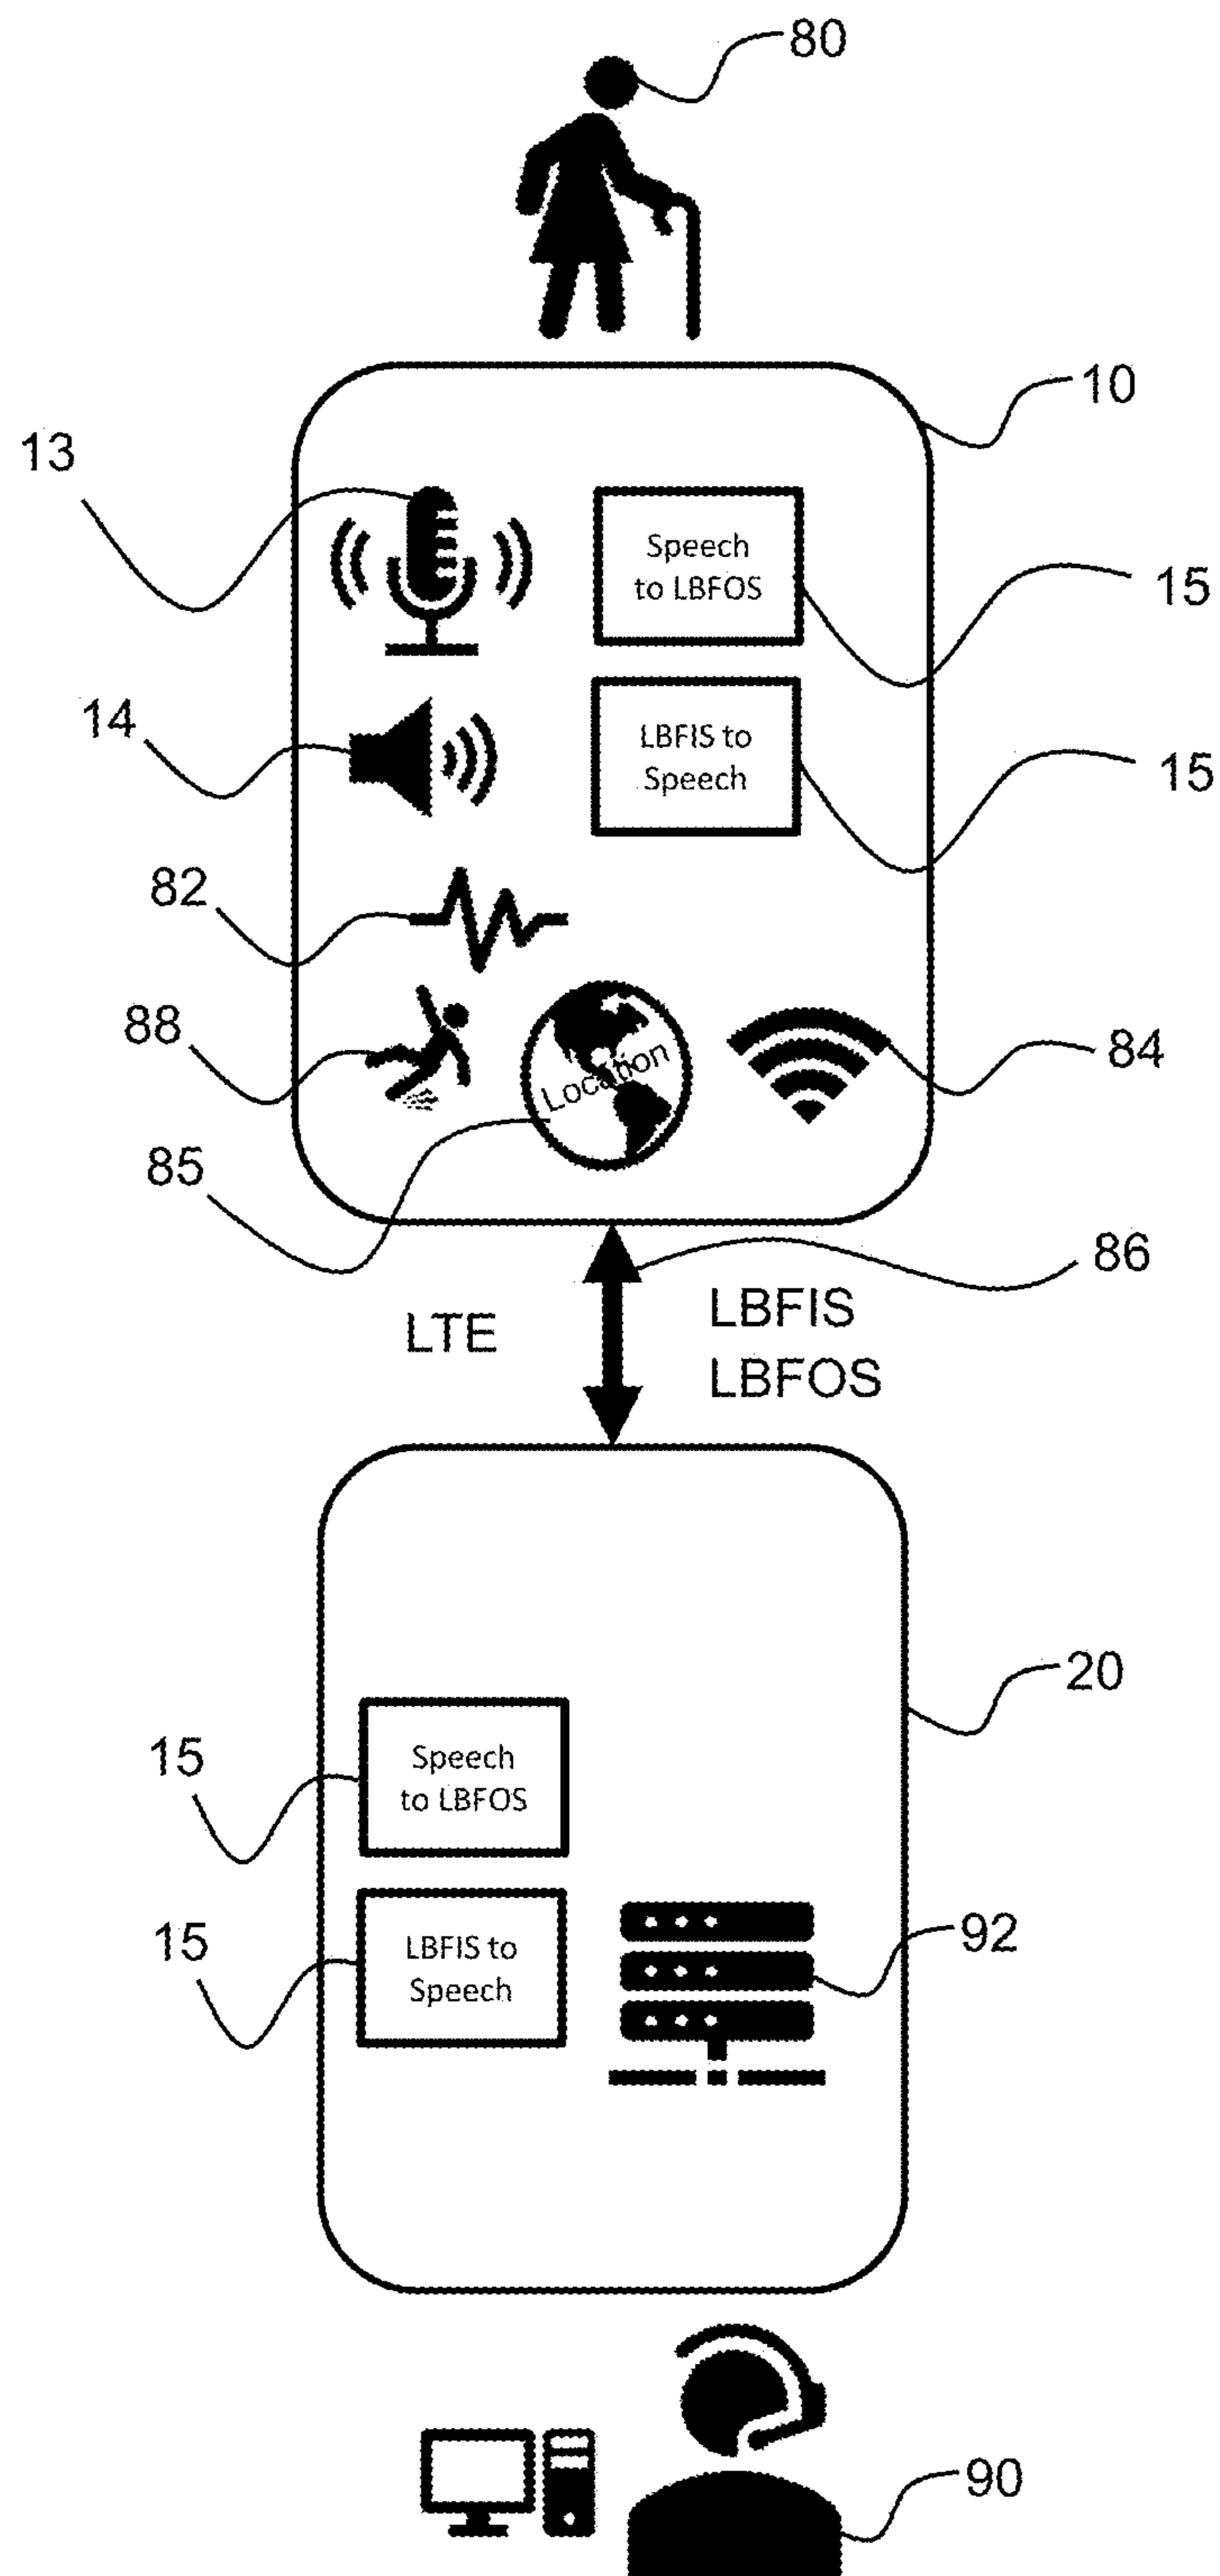 80
10
13
Speech
to LBFOS
15
14
LBFIS to
Speech
15
82
88
Location
84
85
86
LTE
LBFIS
LBFOS
20
15
Speech
to LBFOS
15
LBFIS to
Speech
92
90